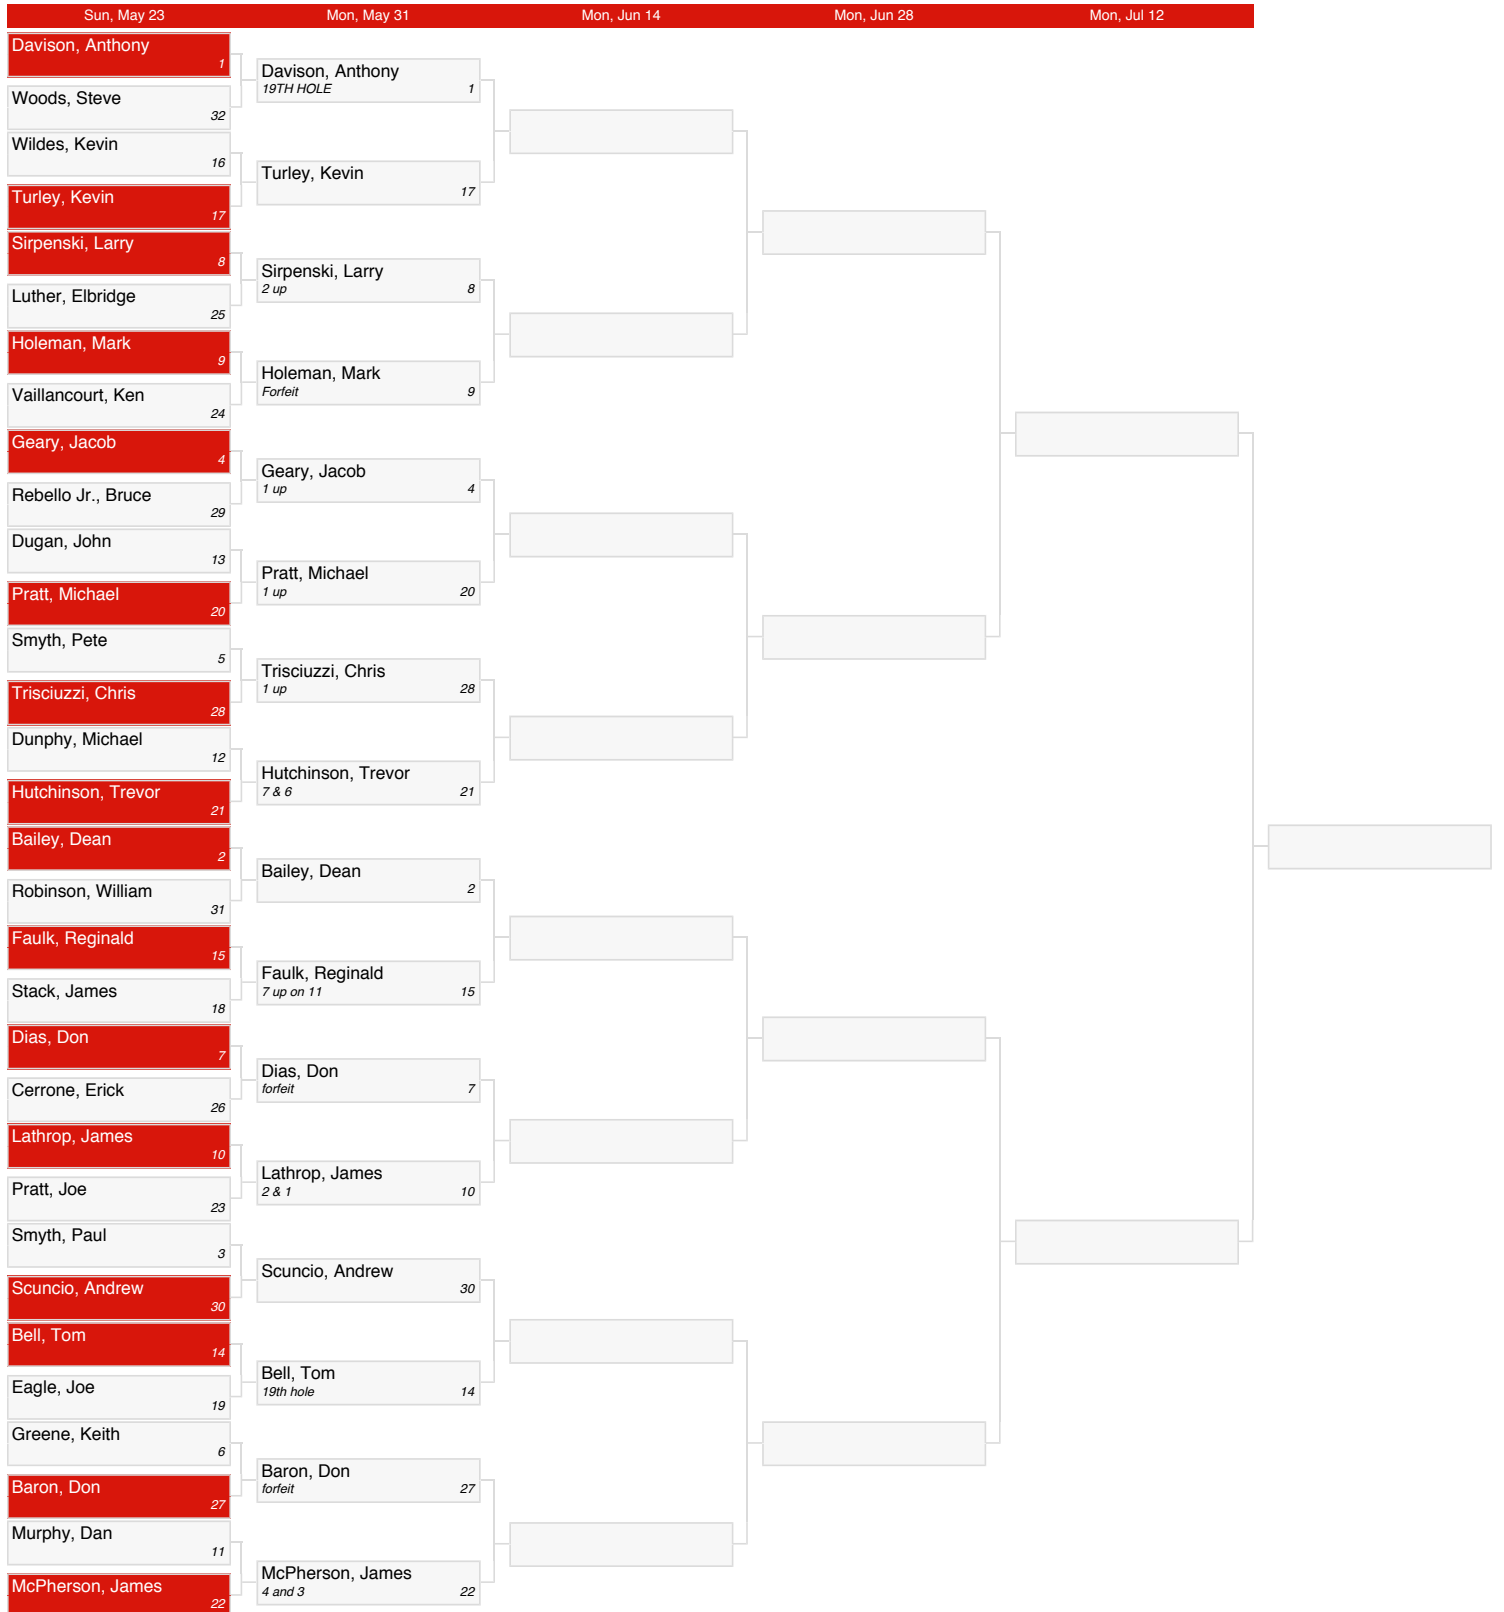 Sun, May 23
Mon, May 31
Mon, Jun 14
Mon, Jun 28
Mon, Jul 12
Davison, Anthony
1
Woods, Steve
32
Wildes, Kevin
16
Turley, Kevin
17
Sirpenski, Larry
8
Luther, Elbridge
25
Holeman, Mark
9
Vaillancourt, Ken
24
Geary, Jacob
4
Rebello Jr., Bruce
29
Dugan, John
13
Pratt, Michael
20
Smyth, Pete
5
Trisciuzzi, Chris
28
Dunphy, Michael
12
Hutchinson, Trevor
21
Bailey, Dean
2
Robinson, William
31
Faulk, Reginald
15
Stack, James
18
Dias, Don
7
Cerrone, Erick
26
Lathrop, James
10
Pratt, Joe
23
Smyth, Paul
3
Scuncio, Andrew
30
Bell, Tom
14
Eagle, Joe
19
Greene, Keith
6
Baron, Don
27
Murphy, Dan
11
McPherson, James
22
Davison, Anthony
19TH HOLE 1
Turley, Kevin
17
Sirpenski, Larry
2 up 8
Holeman, Mark
Forfeit 9
Geary, Jacob
1 up 4
Pratt, Michael
1 up 20
Trisciuzzi, Chris
1 up 28
Hutchinson, Trevor
7 & 6 21
Bailey, Dean
2
Faulk, Reginald
7 up on 11 15
Dias, Don
forfeit 7
Lathrop, James
2 & 1 10
Scuncio, Andrew
30
Bell, Tom
19th hole 14
Baron, Don
forfeit 27
McPherson, James
4 and 3 22